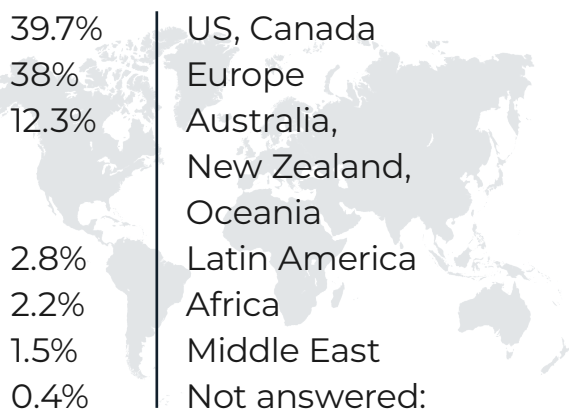 39.7% US, Canada
38% Europe
12.3% Australia,
New Zealand,
Oceania
2.8% Latin America
2.2% Africa
1.5% Middle East
0.4% Not answered: